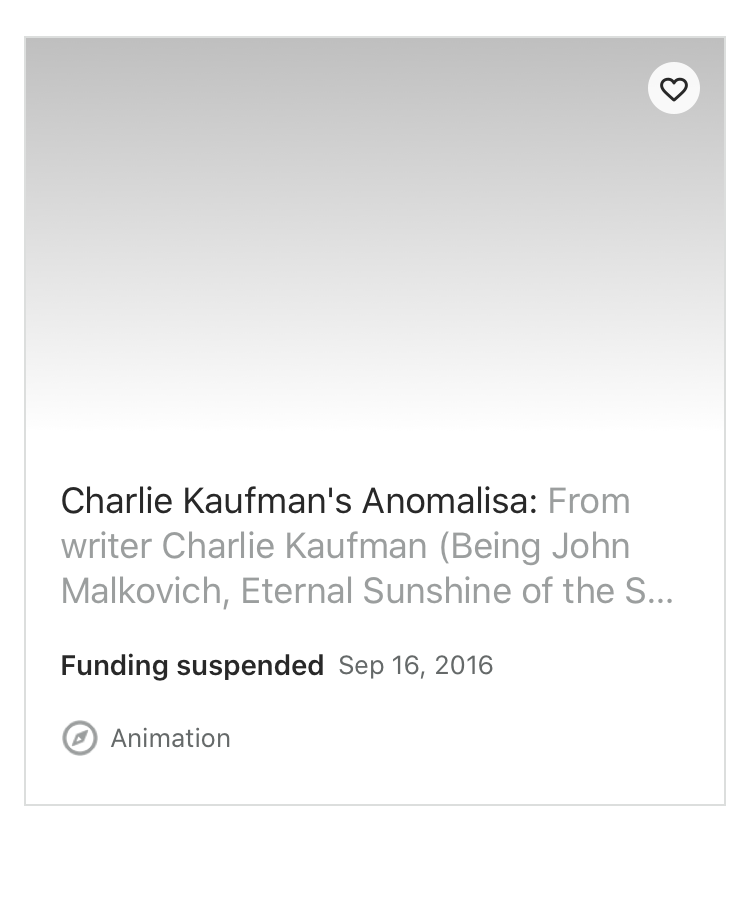 Charlie Kaufman's Anomalisa: From
writer Charlie Kaufman (Being John
Malkovich, Eternal Sunshine of the S...
Funding suspended Sep 16, 2016
Animation